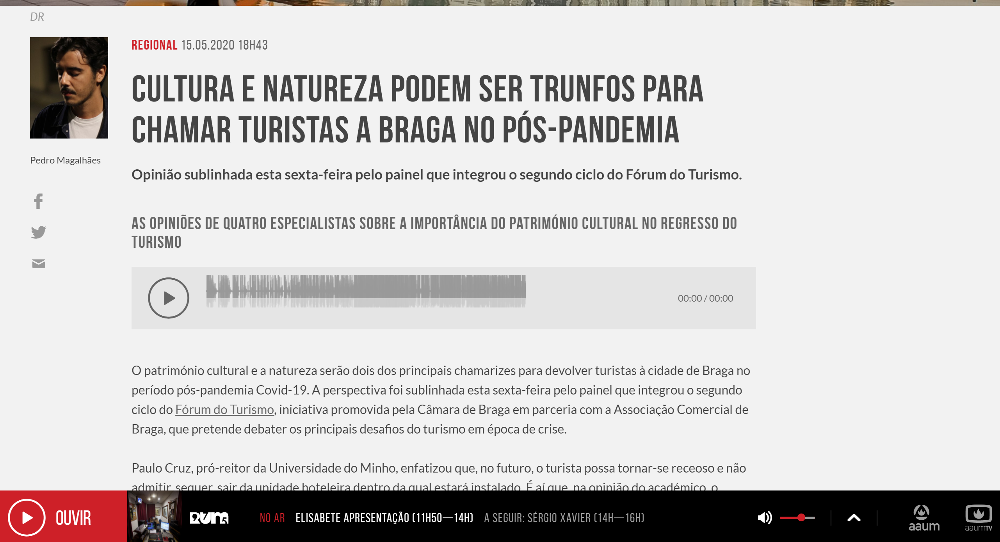 DR
REGIONAL 15.05.2020 18H43
CULTURA E NATUREZA PODEM SER TRUNFOS PARA
CHAMAR TURISTAS A BRAGA NO PÓS-PANDEMIA
Pedro Magalhães
Opinião sublinhada esta sexta-feira pelo painel que integrou o segundo ciclo do Fórum do Turismo.
AS OPINIÕES DE QUATRO ESPECIALISTAS SOBRE A IMPORTÂNCIA DO PATRIMÓNIO CULTURAL NO REGRESSO DO
TURISMO
00:00 / 00:00
O património cultural e a natureza serão dois dos principais chamarizes para devolver turistas à cidade de Braga no
período pós-pandemia Covid-19. A perspectiva foi sublinhada esta sexta-feira pelo painel que integrou o segundo
ciclo do Fórum do Turismo, iniciativa promovida pela Câmara de Braga em parceria com a Associação Comercial de
Braga, que pretende debater os principais desafios do turismo em época de crise.
Paulo Cruz, pró-reitor da Universidade do Minho, enfatizou que, no futuro, o turista possa tornar-se receoso e não
admitir, sequer, sair da unidade hoteleira dentro da qual estará instalado. É aí que, na opinião do académico, o
OUVIR
RUM
NO AR ELISABETE APRESENTAÇÃO (11H50—14H) A SEGUIR: SÉRGIO XAVIER (14H—16H)
aaum
aaumTV